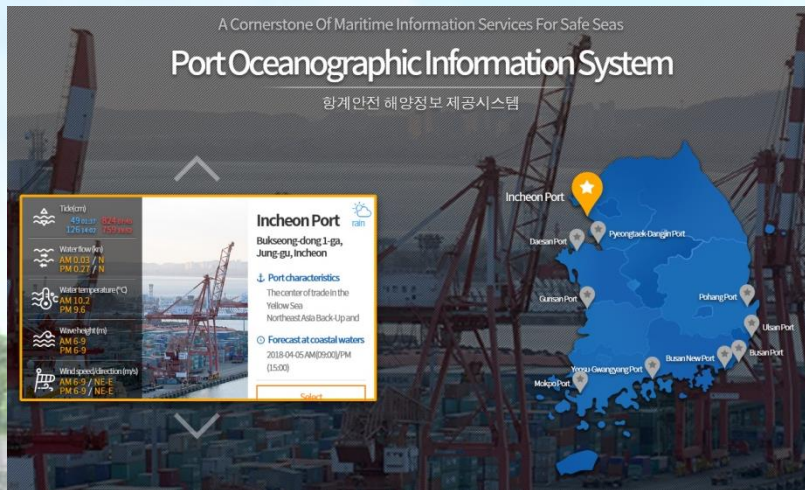 A Cornerstone Of Maritime Information Services For Safe Seas
Port Oceanographic Information System
항계안전 해양정보 제공시스템
Tide(cm)
49
126
Water flow(kn)
AM 0.03 / N
PM 0.27 / N
Water temperature (°C)
AM 10.2
PM 9.6
Wave height(m)
AM 6-9
PM 6-9
Wind speed/direction (m/s)
AM 6-9 / NE-E
PM 6-9 / NE-E
Incheon Port
rain
Bukseong-dong 1-ga,
Jung-gu, Incheon
Port characteristics
The center of trade in the
Yellow Sea
Northeast Asia Back-Up and
Forecast at coastal waters
2018-04-05 AM(09:00)/PM
(15:00)
Select
Incheon Port
Pyeongtaek·Dangjin Port
Daesan Port
Gunsan Port
Pohang Port
Ulsan Port
Busan Port
Busan New Port
Yeosu·Gwangyang Port
Mokpo Port